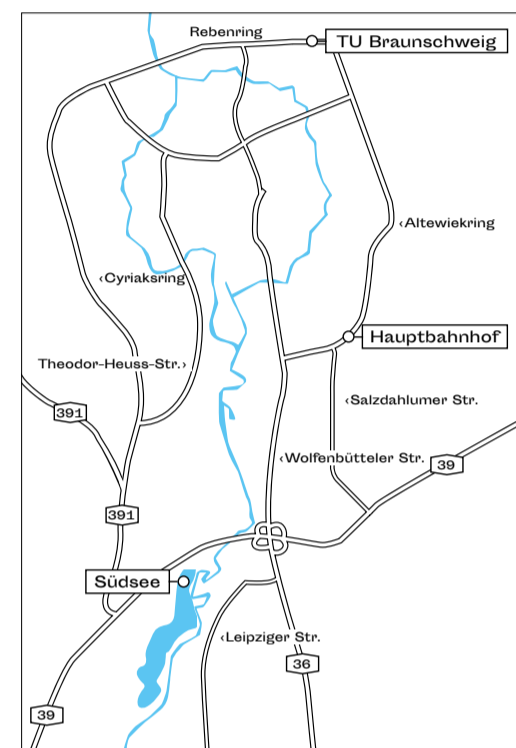 Rebenring
TU Braunschweig
‹Altewiekring
‹Cyriaksring
Hauptbahnhof
Theodor-Heuss-Str.›
‹Salzdahlumer Str.
391
‹Wolfenbütteler Str.
39
391
Südsee
‹Leipziger Str.
36
39